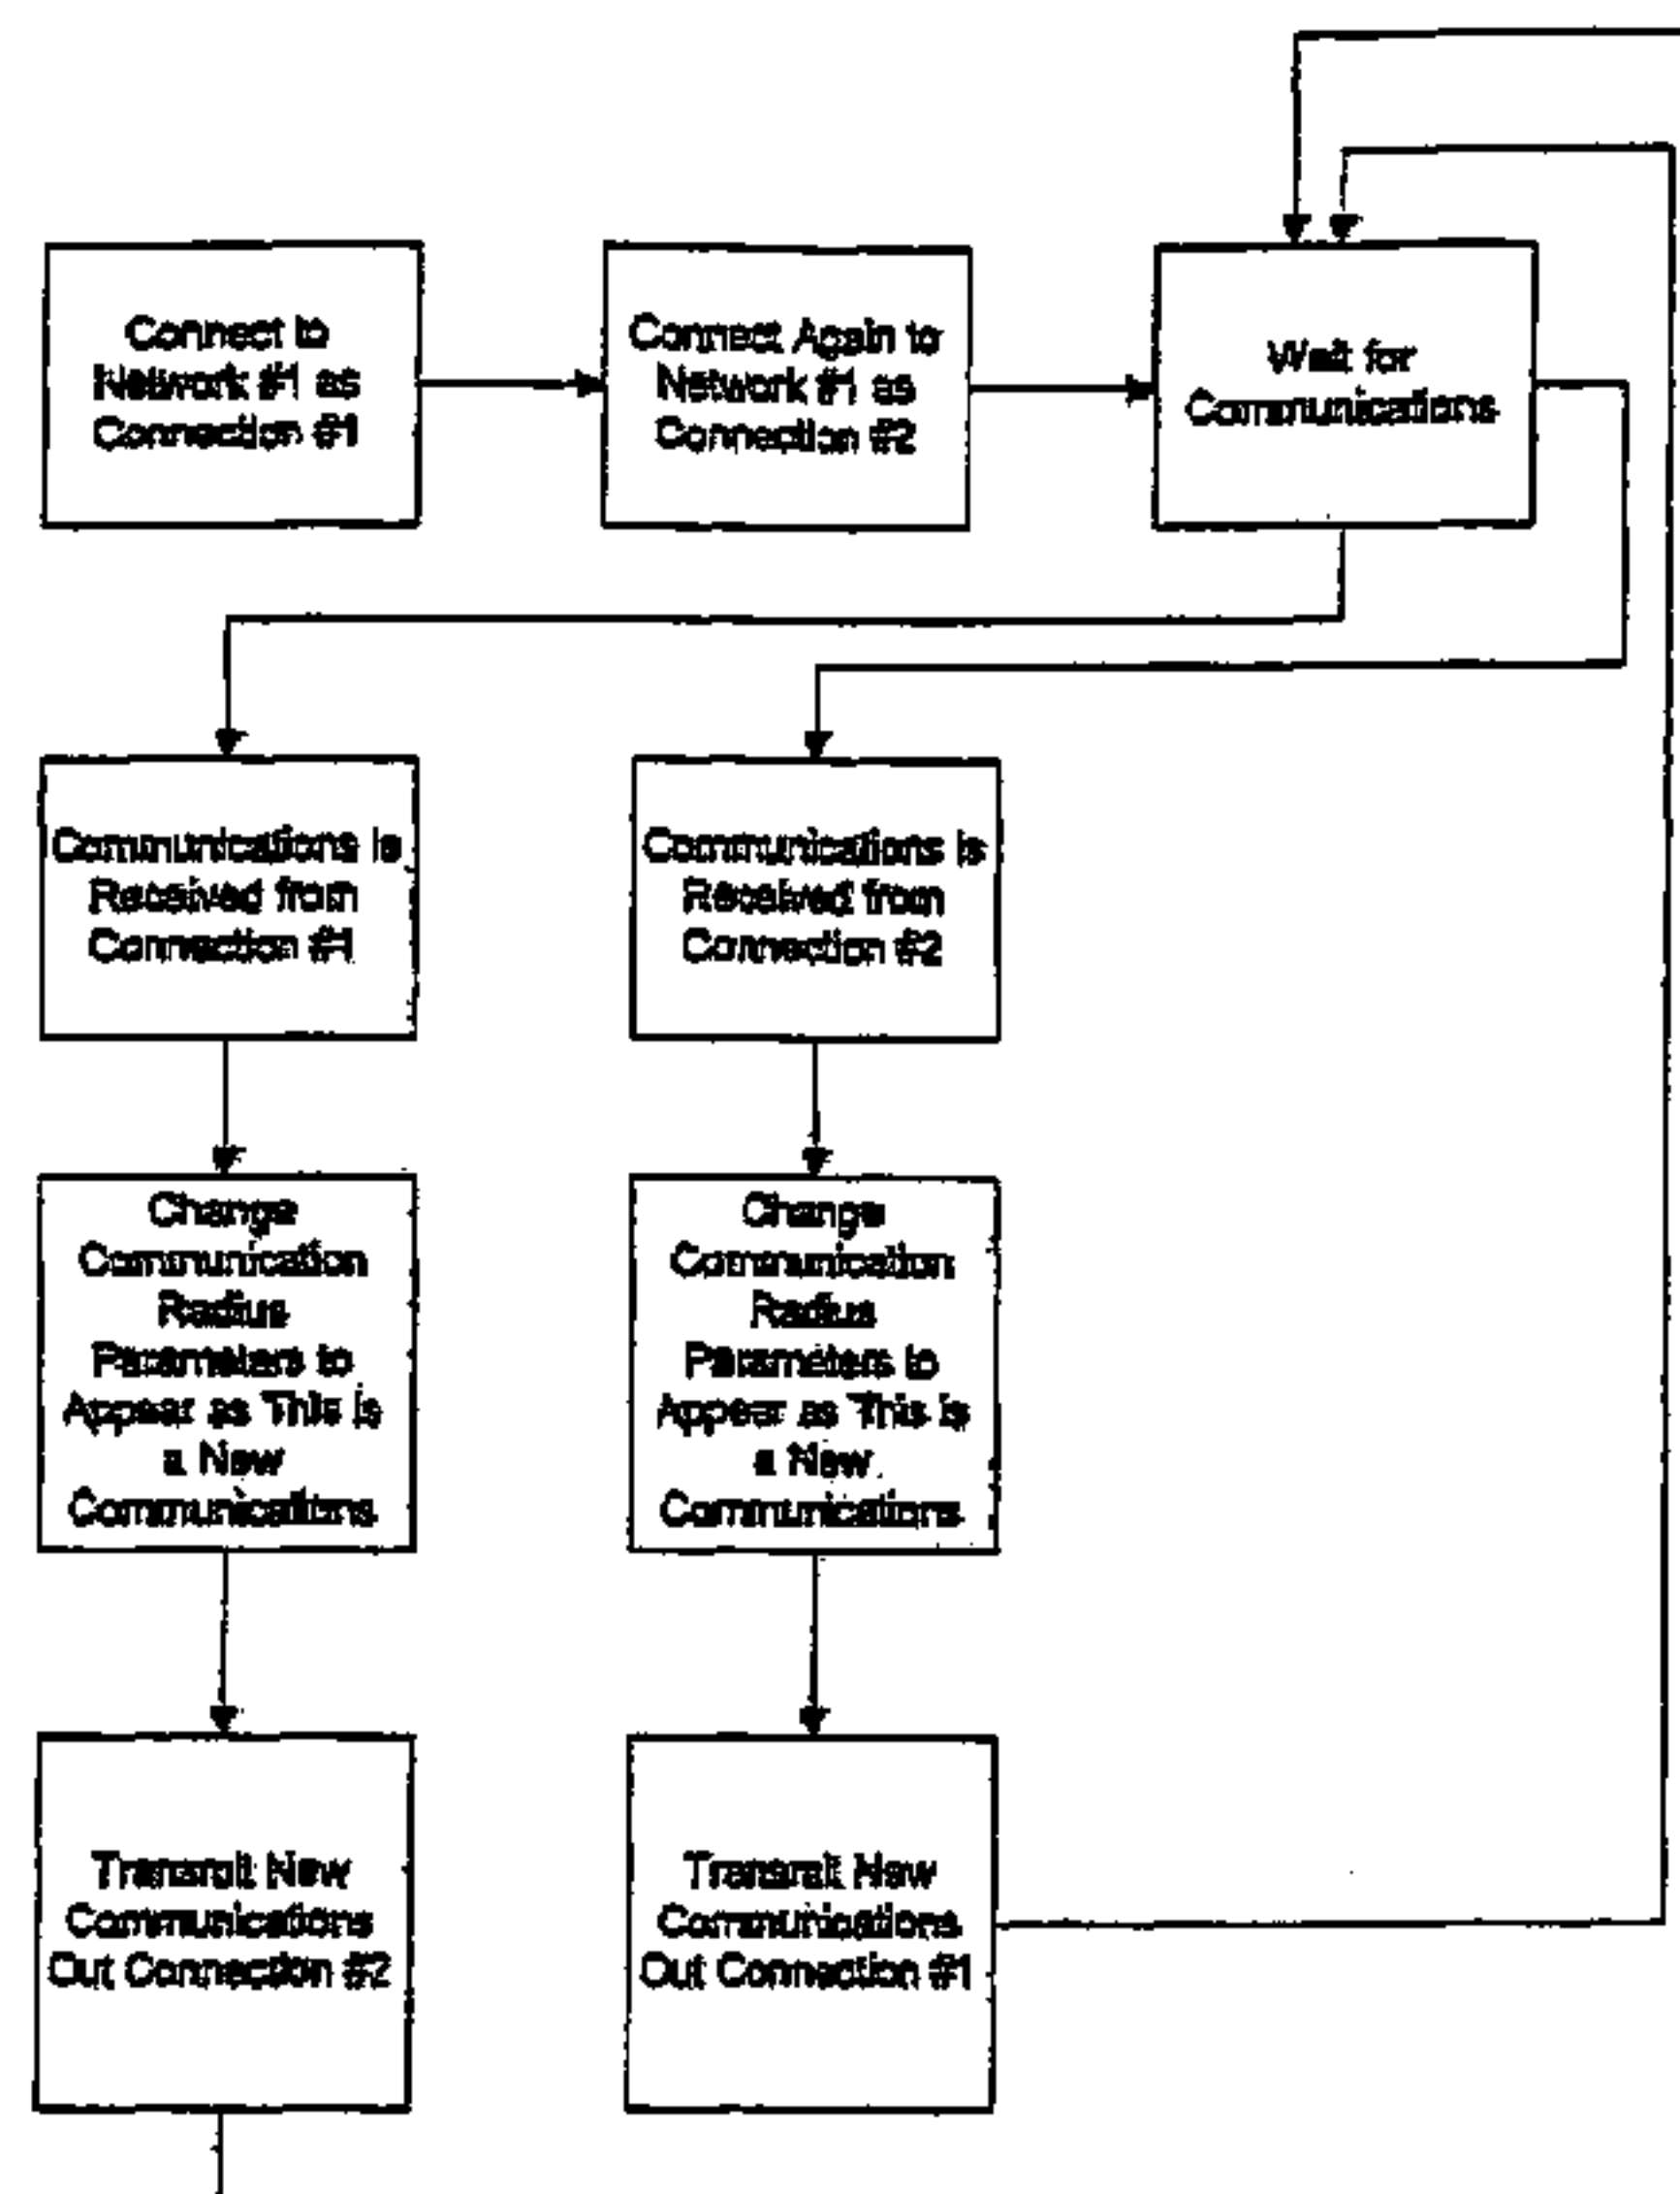 Connect to
Network #1 as
Connection #1
Connect Again to
Network #1 as
Connection #2
Wait for
Communications
Communications is
Received from
Connection #1
Communications is
Received from
Connection #2
Change
Communication
Radius
Parameters to
Appear as This is
a New
Communications
Change
Communication
Radius
Parameters to
Appear as This is
a New
Communications
Transmit New
Communications
Out Connection #2
Transmit New
Communications
Out Connection #1